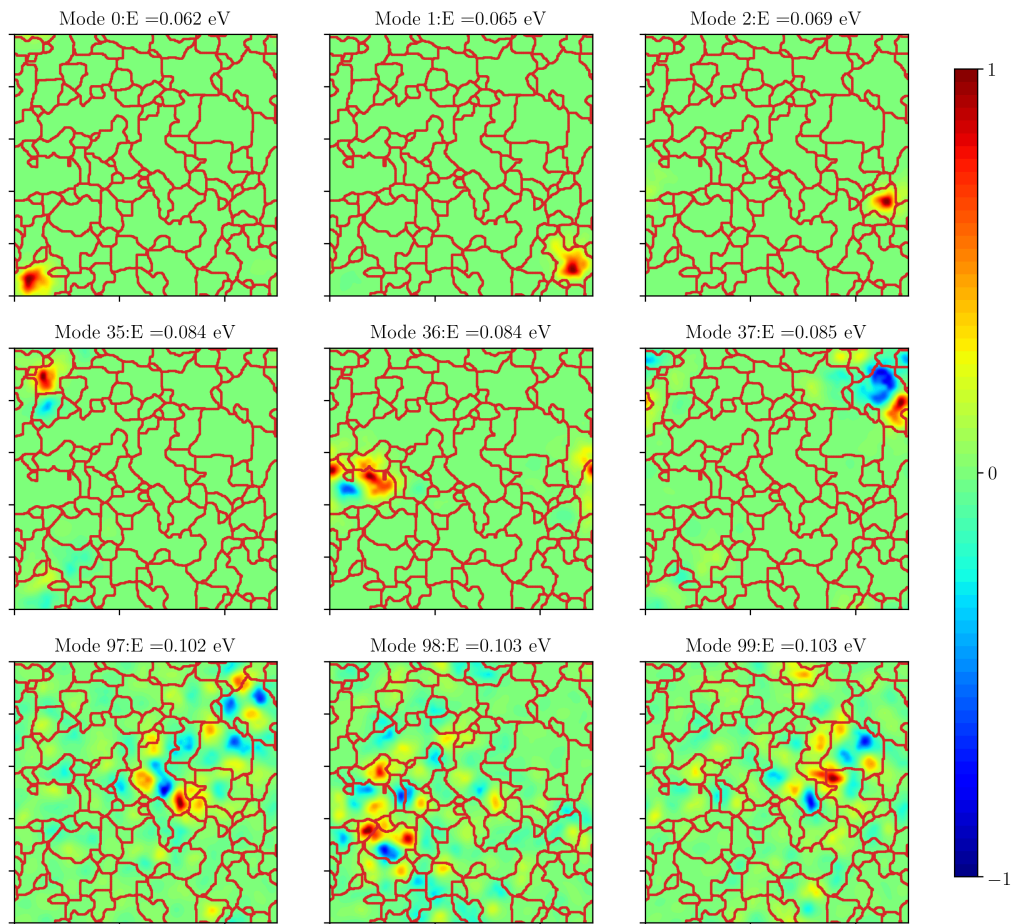 Mode 0:E =0.062 eV
Mode 1:E =0.065 eV
Mode 2:E =0.069 eV
1
Mode 35:E =0.084 eV
Mode 36:E =0.084 eV
Mode 37:E =0.085 eV
0
Mode 97:E =0.102 eV
Mode 98:E =0.103 eV
Mode 99:E =0.103 eV
−1